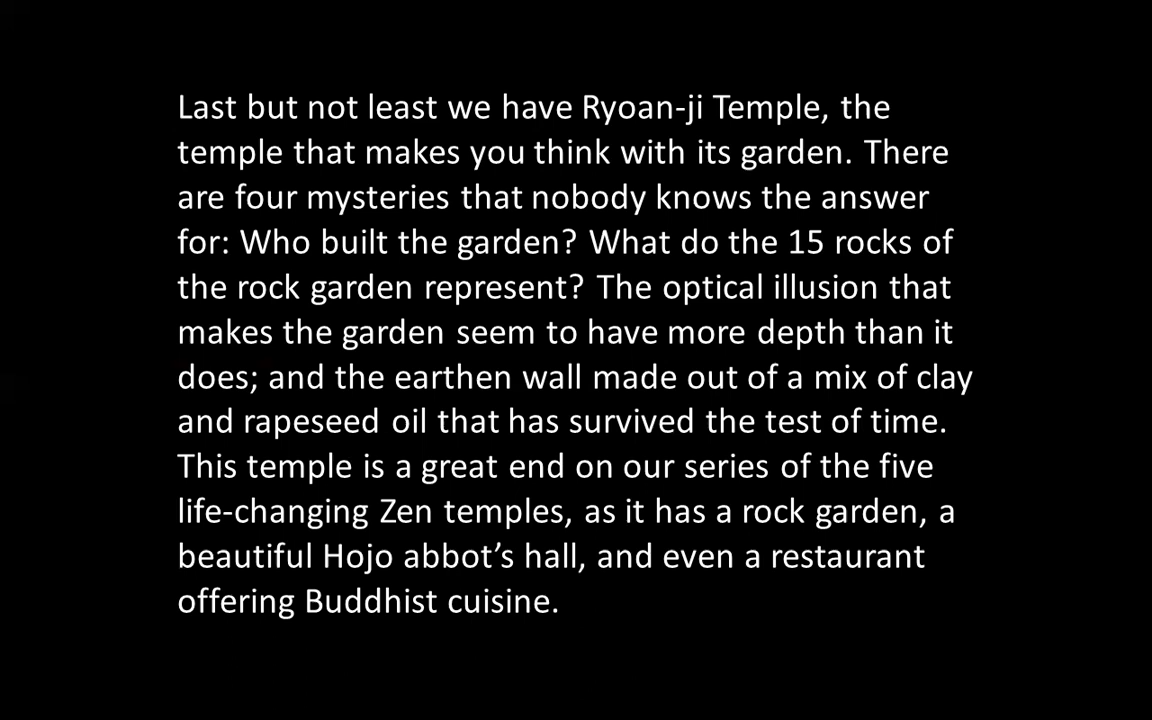 Last but not least we have Ryoan-ji Temple, the
temple that makes you think with its garden. There
are four mysteries that nobody knows the answer
for: Who built the garden? What do the 15 rocks of
the rock garden represent? The optical illusion that
makes the garden seem to have more depth than it
does; and the earthen wall made out of a mix of clay
and rapeseed oil that has survived the test of time.
This temple is a great end on our series of the five
life-changing Zen temples, as it has a rock garden, a
beautiful Hojo abbot’s hall, and even a restaurant
offering Buddhist cuisine.